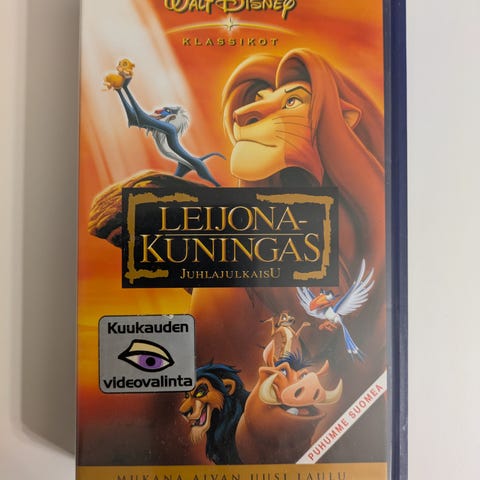 WALT DISNEY
KLASSIKOT
LEIJONA-
KUNINGAS
JUHLAJULKAISU
Kuukauden
videovalinta
PUHUMME SUOMEA
MUKANA AIVAN UUSI LAULU